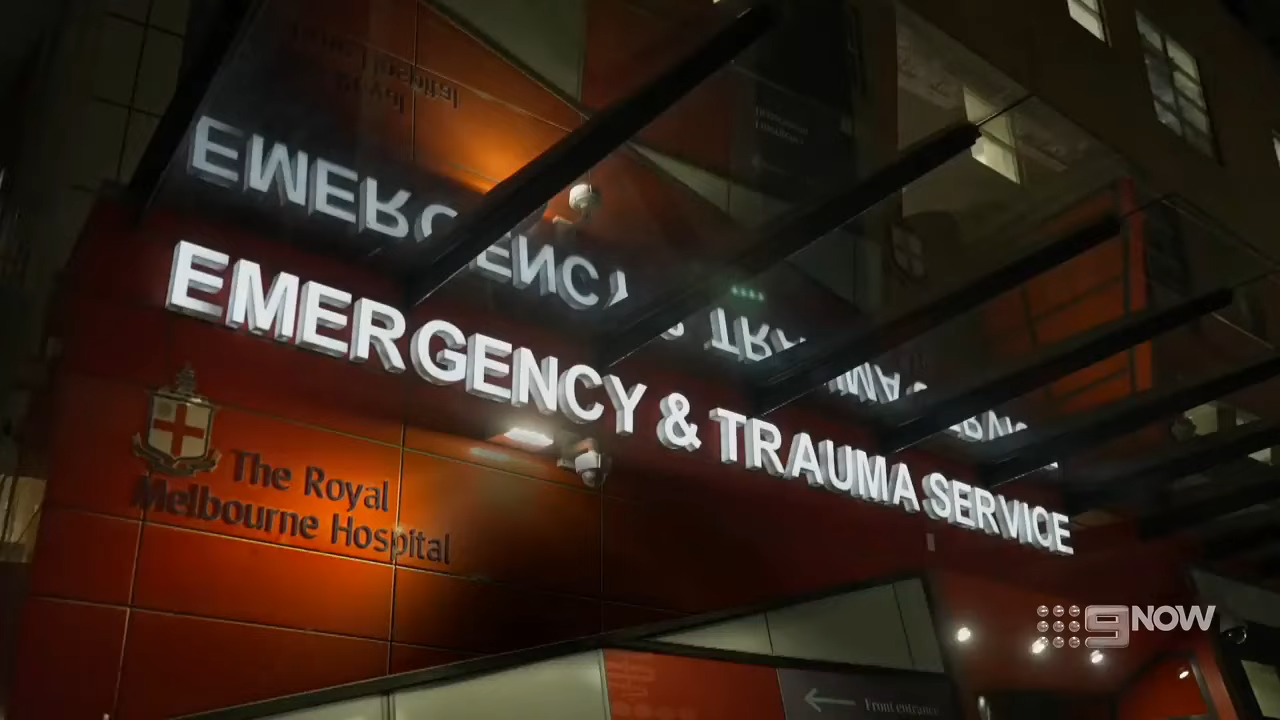 EMERGENCY & TRAUMA SERVICE
The Royal
Melbourne Hospital
9NOW
Front entrance